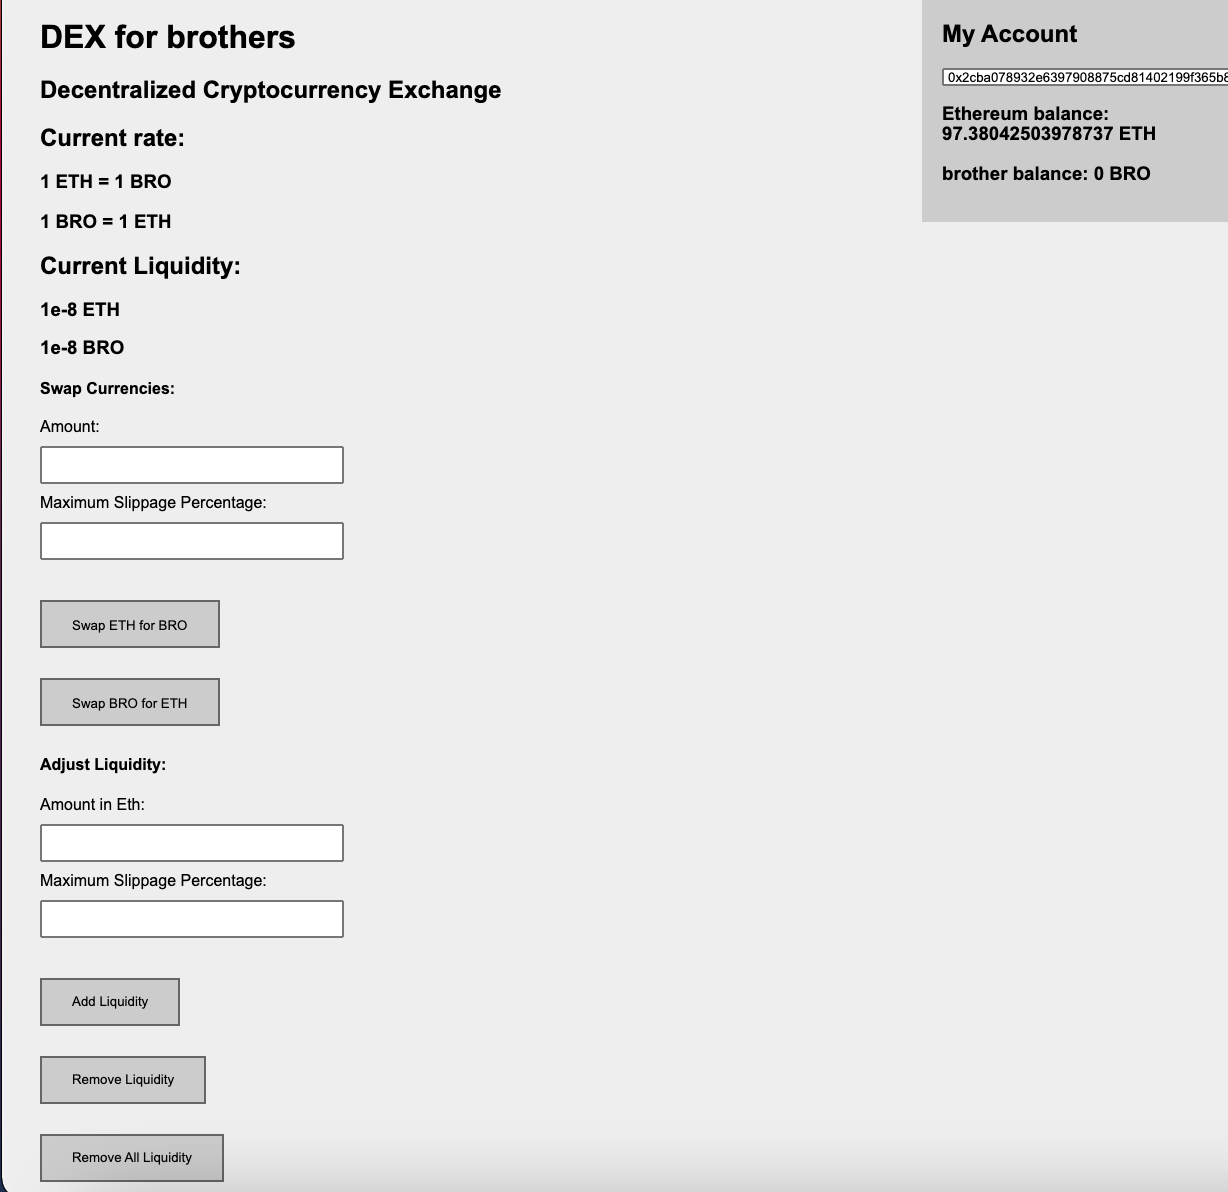 DEX for brothers
Decentralized Cryptocurrency Exchange
Current rate:
1 ETH = 1 BRO
1 BRO = 1 ETH
Current Liquidity:
1e-8 ETH
1e-8 BRO
Swap Currencies:
Amount:
Maximum Slippage Percentage:
Swap ETH for BRO
Swap BRO for ETH
Adjust Liquidity:
Amount in Eth:
Maximum Slippage Percentage:
Add Liquidity
Remove Liquidity
Remove All Liquidity
My Account
0x2cba078932e6397908875cd81402199f365b8
Ethereum balance:
97.38042503978737 ETH
brother balance: 0 BRO